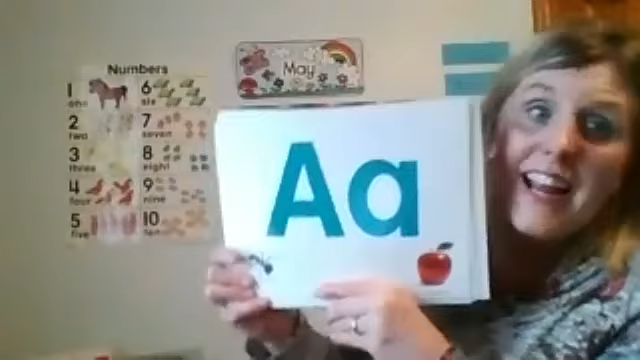 Numbers
1 one
2 two
3 three
4 four
5 five
6 six
7 seven
8 eight
9 nine
10 ten
May
Aa